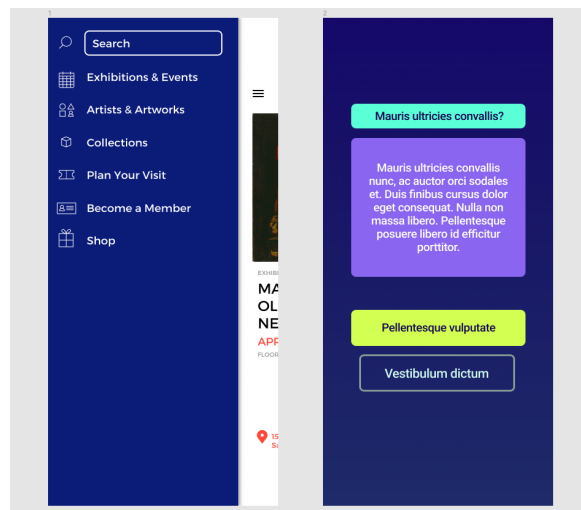 1
Search
Exhibitions & Events
Artists & Artworks
Collections
Plan Your Visit
Become a Member
Shop
MA
OL
NE
APP
FLOOR
15
2
Mauris ultricies convallis?
Mauris ultricies convallis
nunc, ac auctor orci sodales
et. Duis finibus cursus dolor
eget consequat. Nulla non
massa libero. Pellentesque
posuere libero id efficitur
porttitor.
Pellentesque vulputate
Vestibulum dictum